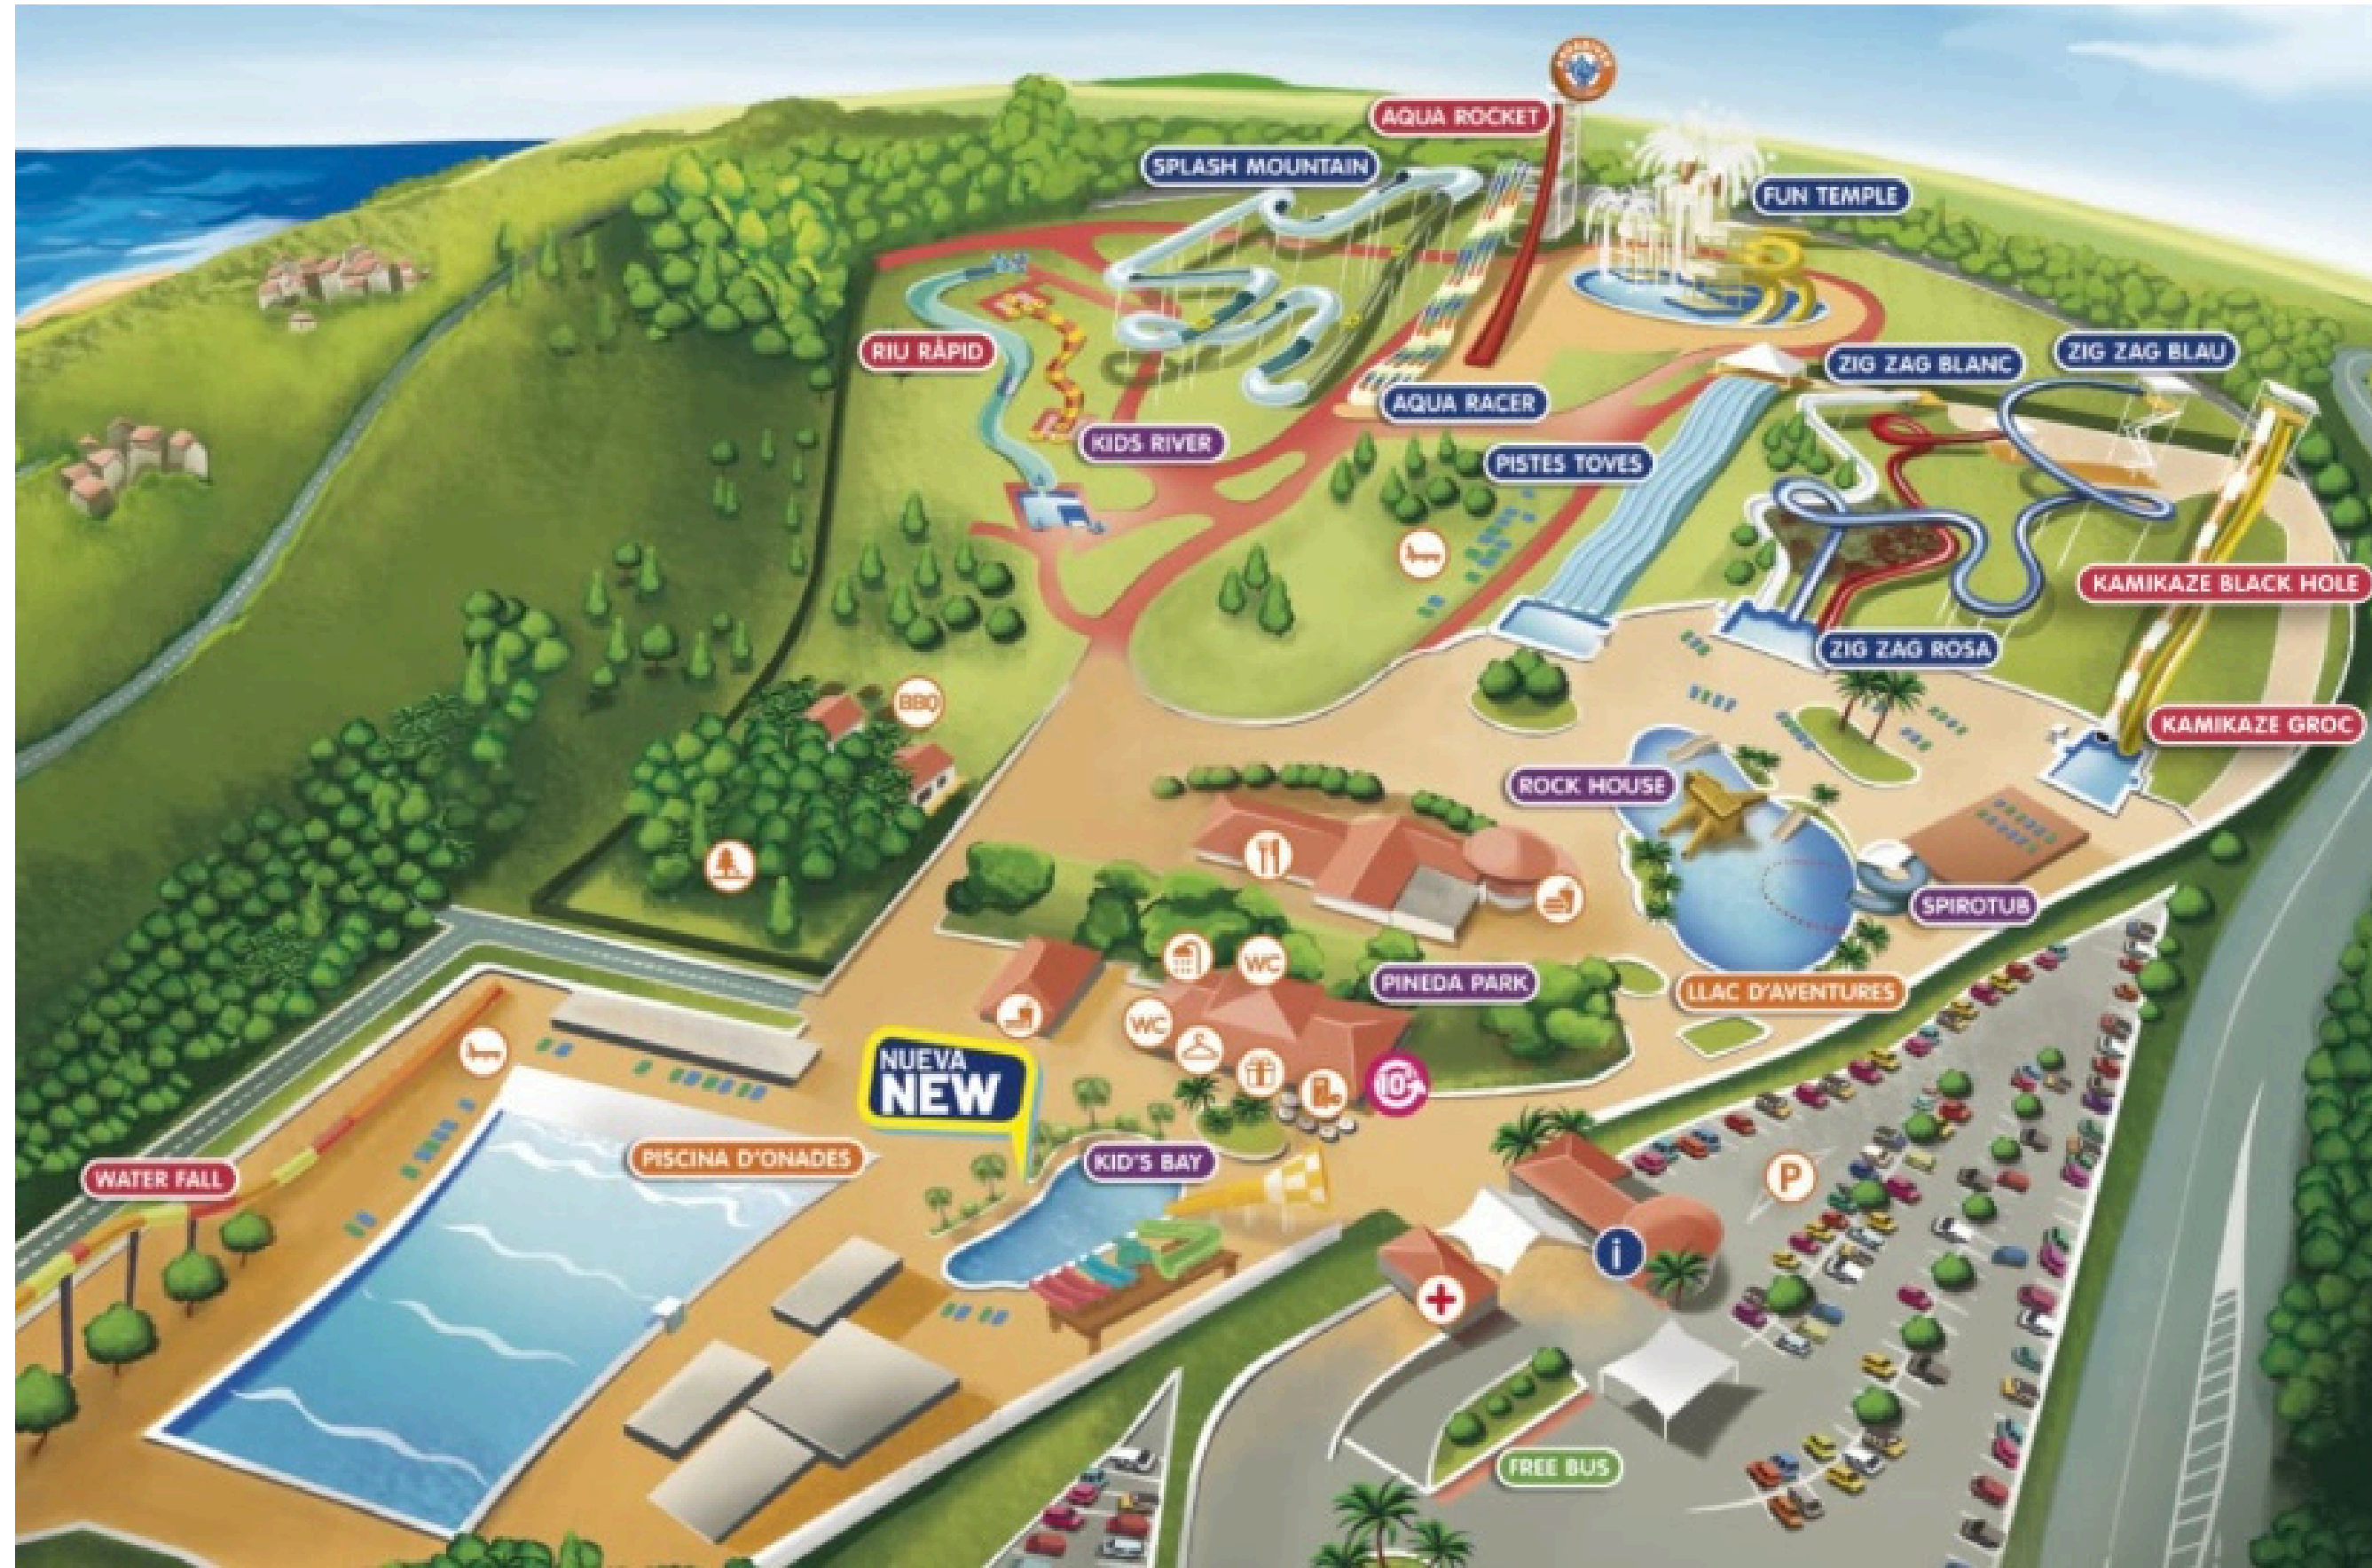 AQUA ROCKET
SPLASH MOUNTAIN
FUN TEMPLE
RIU RÀPID
ZIG ZAG BLANC
ZIG ZAG BLAU
AQUA RACER
KIDS RIVER
PISTES TOVES
KAMIKAZE BLACK HOLE
ZIG ZAG ROSA
BBQ
KAMIKAZE GROC
ROCK HOUSE
SPIROTUB
WC
PINEDA PARK
LLAC D'AVENTURES
WC
NUEVA
NEW
10
PISCINA D'ONADES
KID'S BAY
WATER FALL
P
i
FREE BUS